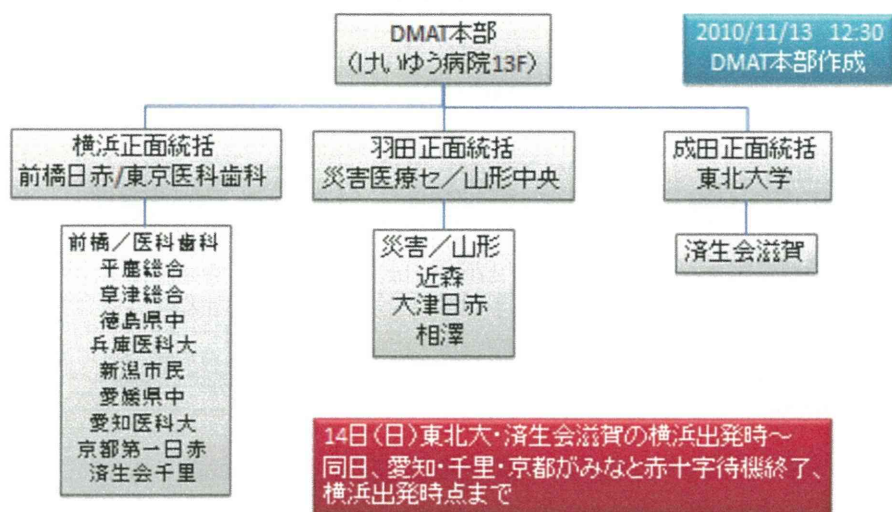 DMAT本部
(けいゆう病院13F)
2010/11/13 12:30
DMAT本部作成
横浜正面統括
前橋日赤/東京医科歯科
羽田正面統括
災害医療セ/山形中央
成田正面統括
東北大学
前橋/医科歯科
平鹿総合
草津総合
徳島県中
兵庫医科大
新潟市民
愛媛県中
愛知医科大
京都第一日赤
済生会千里
災害/山形
近森
大津日赤
相澤
済生会滋賀
14日(日)東北大・済生会滋賀の横浜出発時~
同日、愛知・千里・京都がみなと赤十字待機終了、
横浜出発時点まで